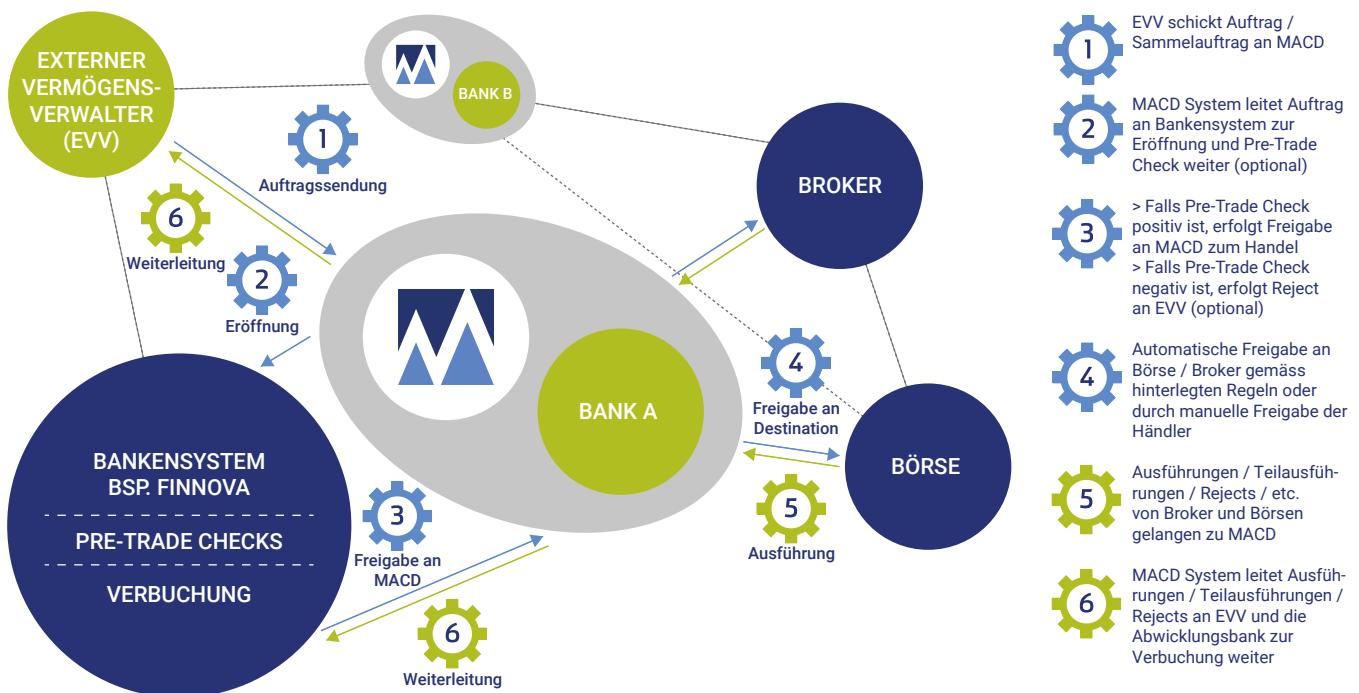 EXTERNER
VERMÖGENS-
VERWALTER
(EVV)
BANK B
1
Auftragssendung
6
Weiterleitung
2
Eröffnung
BROKER
BANK A
4
Freigabe an
Destination
BÖRSE
5
Ausführung
BANKENSYSTEM
BSP. FINNOVA
PRE-TRADE CHECKS
VERBUCHUNG
3
Freigabe an
MACD
6
Weiterleitung
1
EVV schickt Auftrag /
Sammelauftrag an MACD
2
MACD System leitet Auftrag
an Bankensystem zur
Eröffnung und Pre-Trade
Check weiter (optional)
3
> Falls Pre-Trade Check
positiv ist, erfolgt Freigabe
an MACD zum Handel
> Falls Pre-Trade Check
negativ ist, erfolgt Reject
an EVV (optional)
4
Automatische Freigabe an
Börse / Broker gemäss
hinterlegten Regeln oder
durch manuelle Freigabe der
Händler
5
Ausführungen / Teilausfüh-
rungen / Rejects / etc.
von Broker und Börsen
gelangen zu MACD
6
MACD System leitet Ausfüh-
rungen / Teilausführungen /
Rejects an EVV und die
Abwicklungsbank zur
Verbuchung weiter